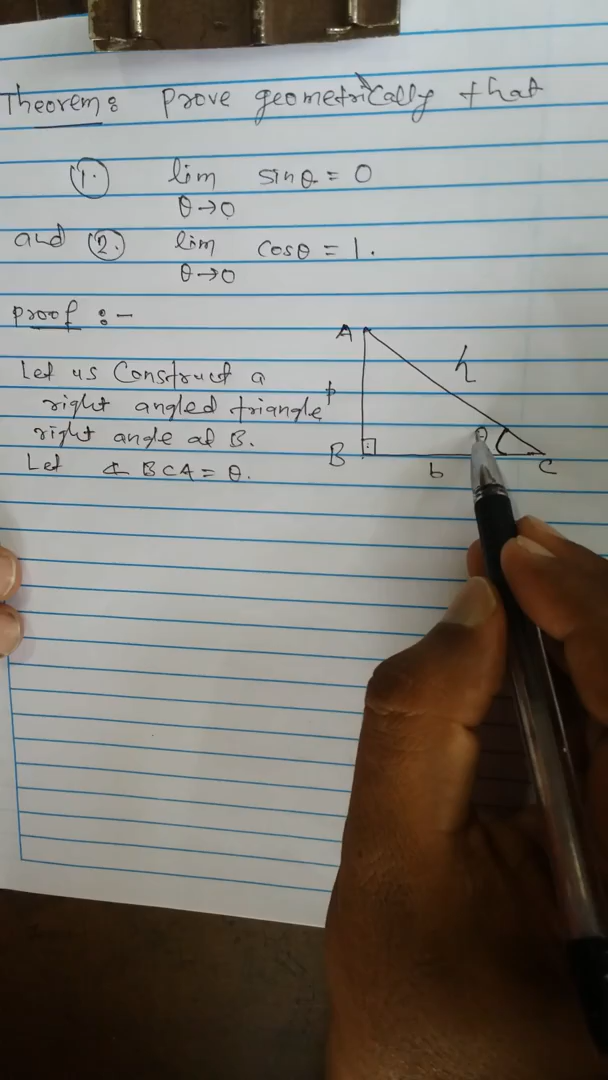 Theorem: Prove geometrically that
①. lim sinθ = 0
θ→0
and ②. lim cosθ = 1.
θ→0
Proof :-
Let us Construct a
right angled triangle
right angle at B.
Let ∡ BCA = θ.
A
h
p
θ
B
b
C